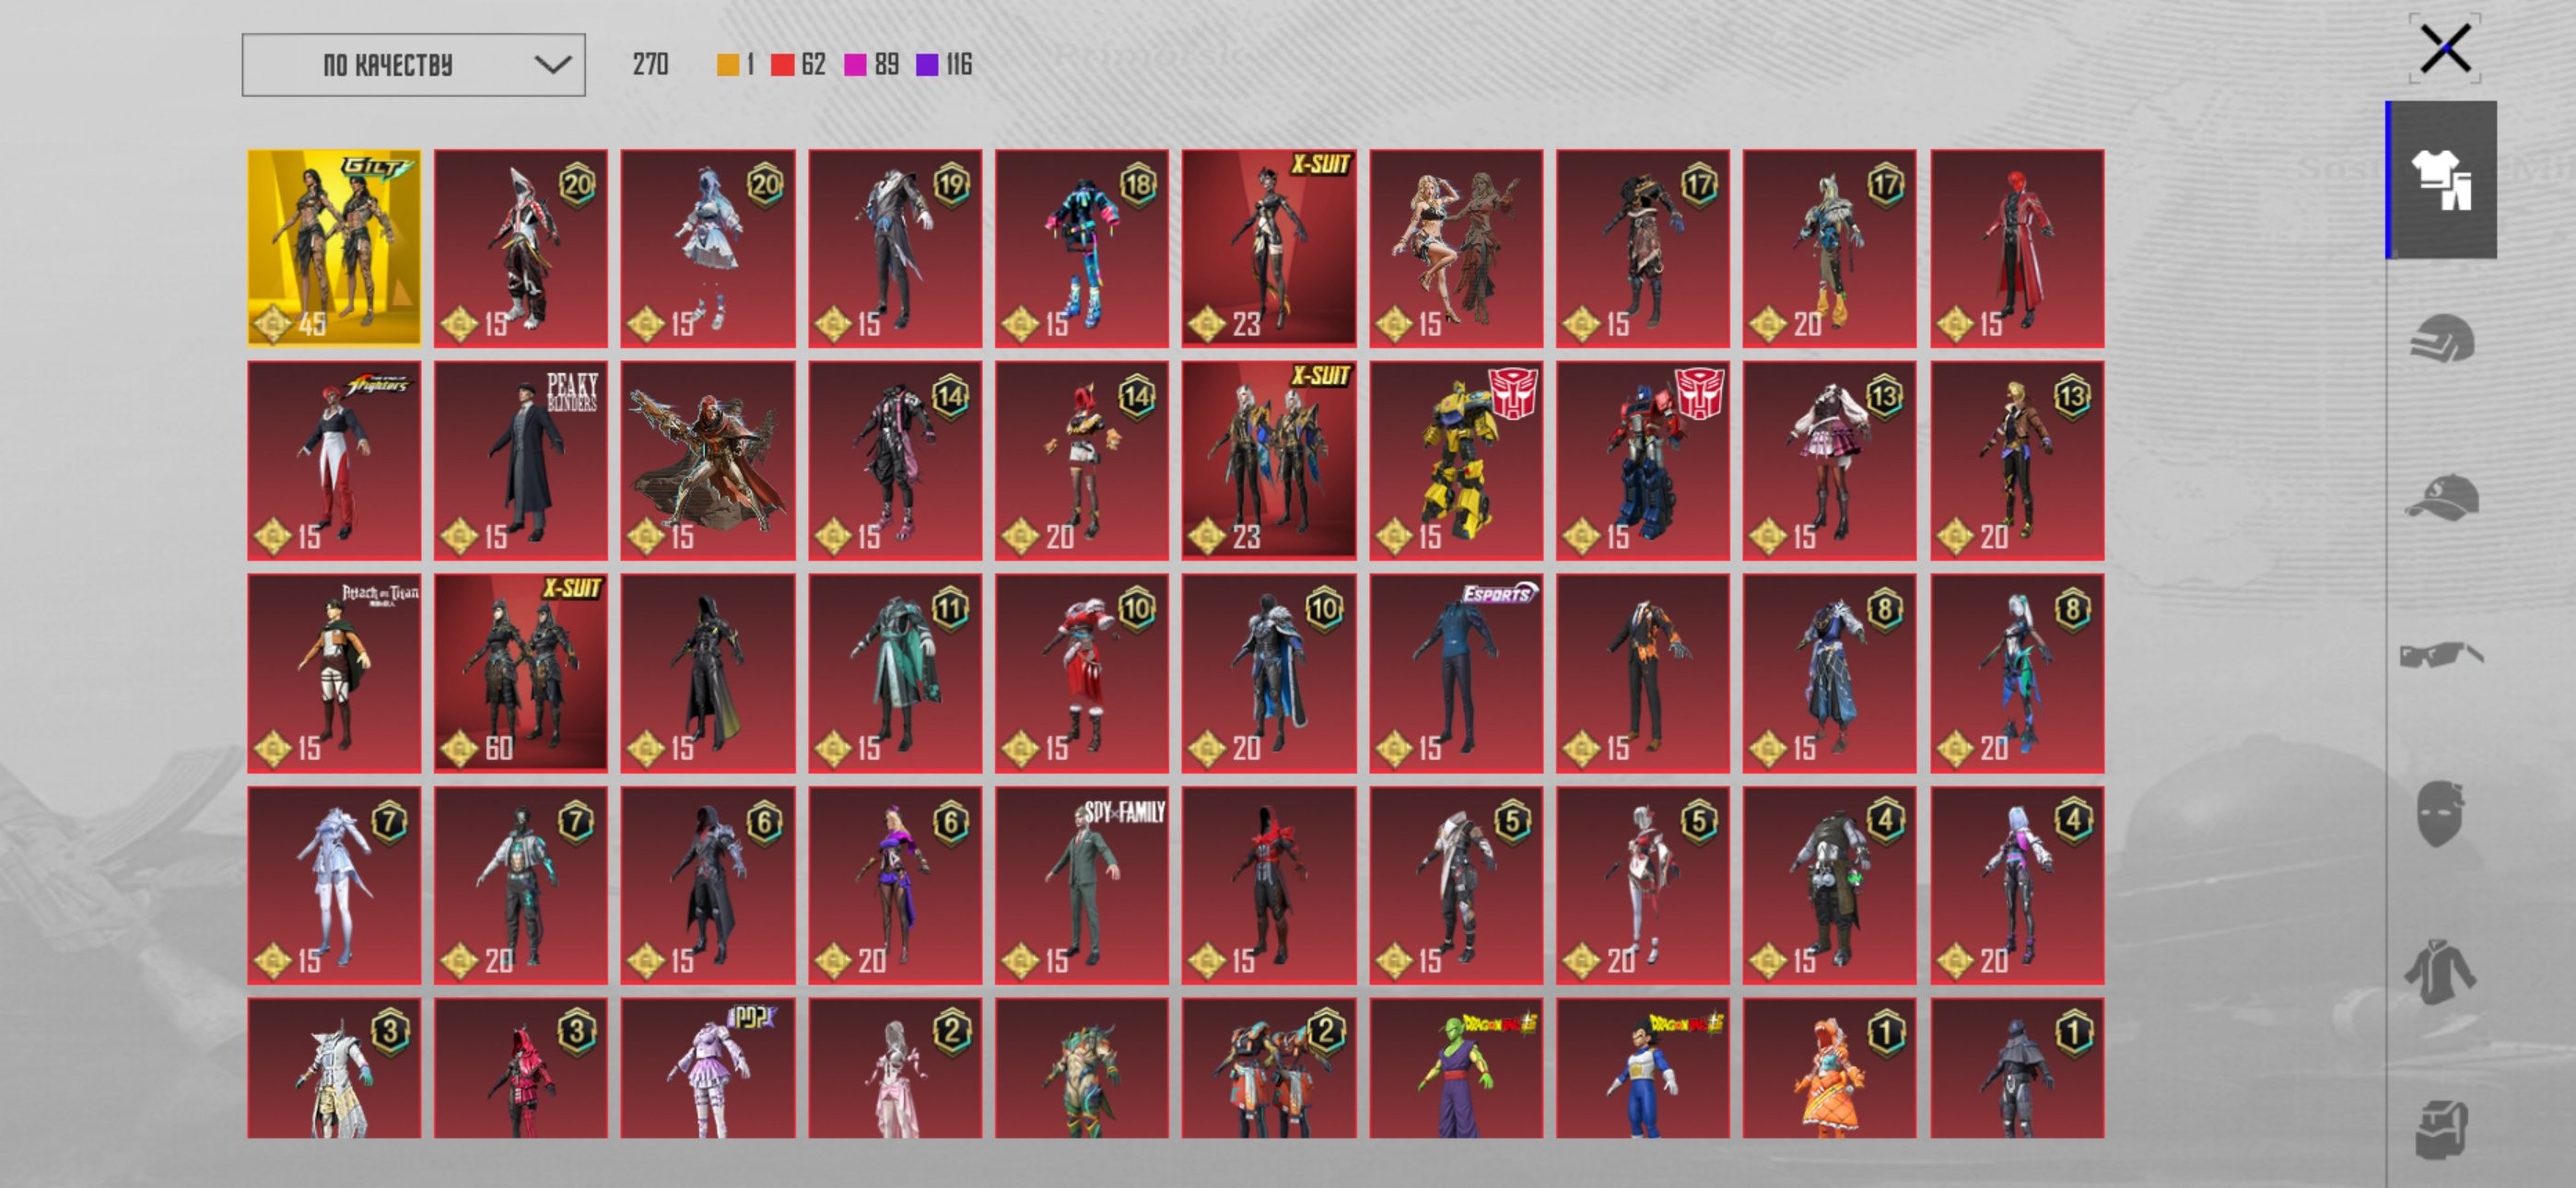 ПО КАЧЕСТВУ 270 1 62 89 116
GILT 20 20 19 18 X-SUIT 17 17
45 15 15 15 15 23 15 15 20 15
Fighters PEAKY BLINDERS 14 14 X-SUIT 13 13
15 15 15 15 20 23 15 15 15 20
Attack on Titan X-SUIT 11 10 10 ESPORTS 8 8
15 60 15 15 15 20 15 15 15 20
7 7 6 6 SPY×FAMILY 5 5 4 4
15 20 15 20 15 15 15 20 15 20
3 3 2 2 DRAGONBALL DRAGONBALL 1 1